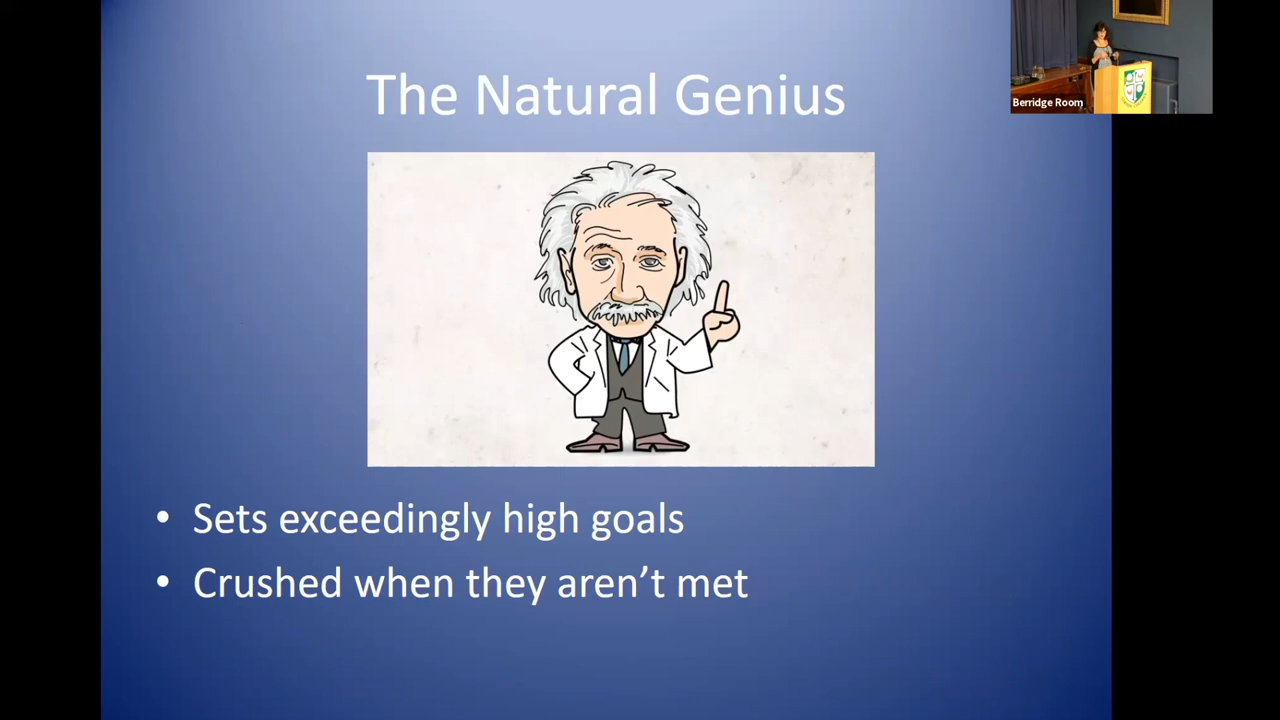 The Natural Genius
Berridge Room
• Sets exceedingly high goals
• Crushed when they aren’t met